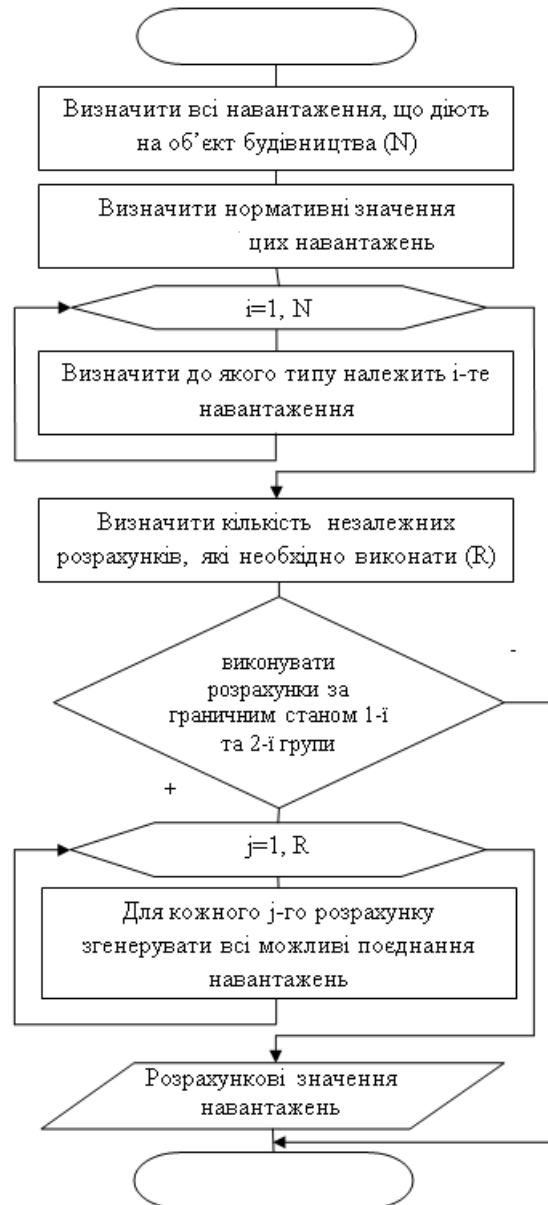 Визначити всі навантаження, що діють
на об’єкт будівництва (N)
Визначити нормативні значення
цих навантажень
i=1, N
Визначити до якого типу належить і-те
навантаження
Визначити кількість незалежних
розрахунків, які необхідно виконати (R)
-
виконувати
розрахунки за
граничним станом 1-ї
та 2-ї групи
+
j=1, R
Для кожного j-го розрахунку
згенерувати всі можливі поєднання
навантажень
Розрахункові значення
навантажень